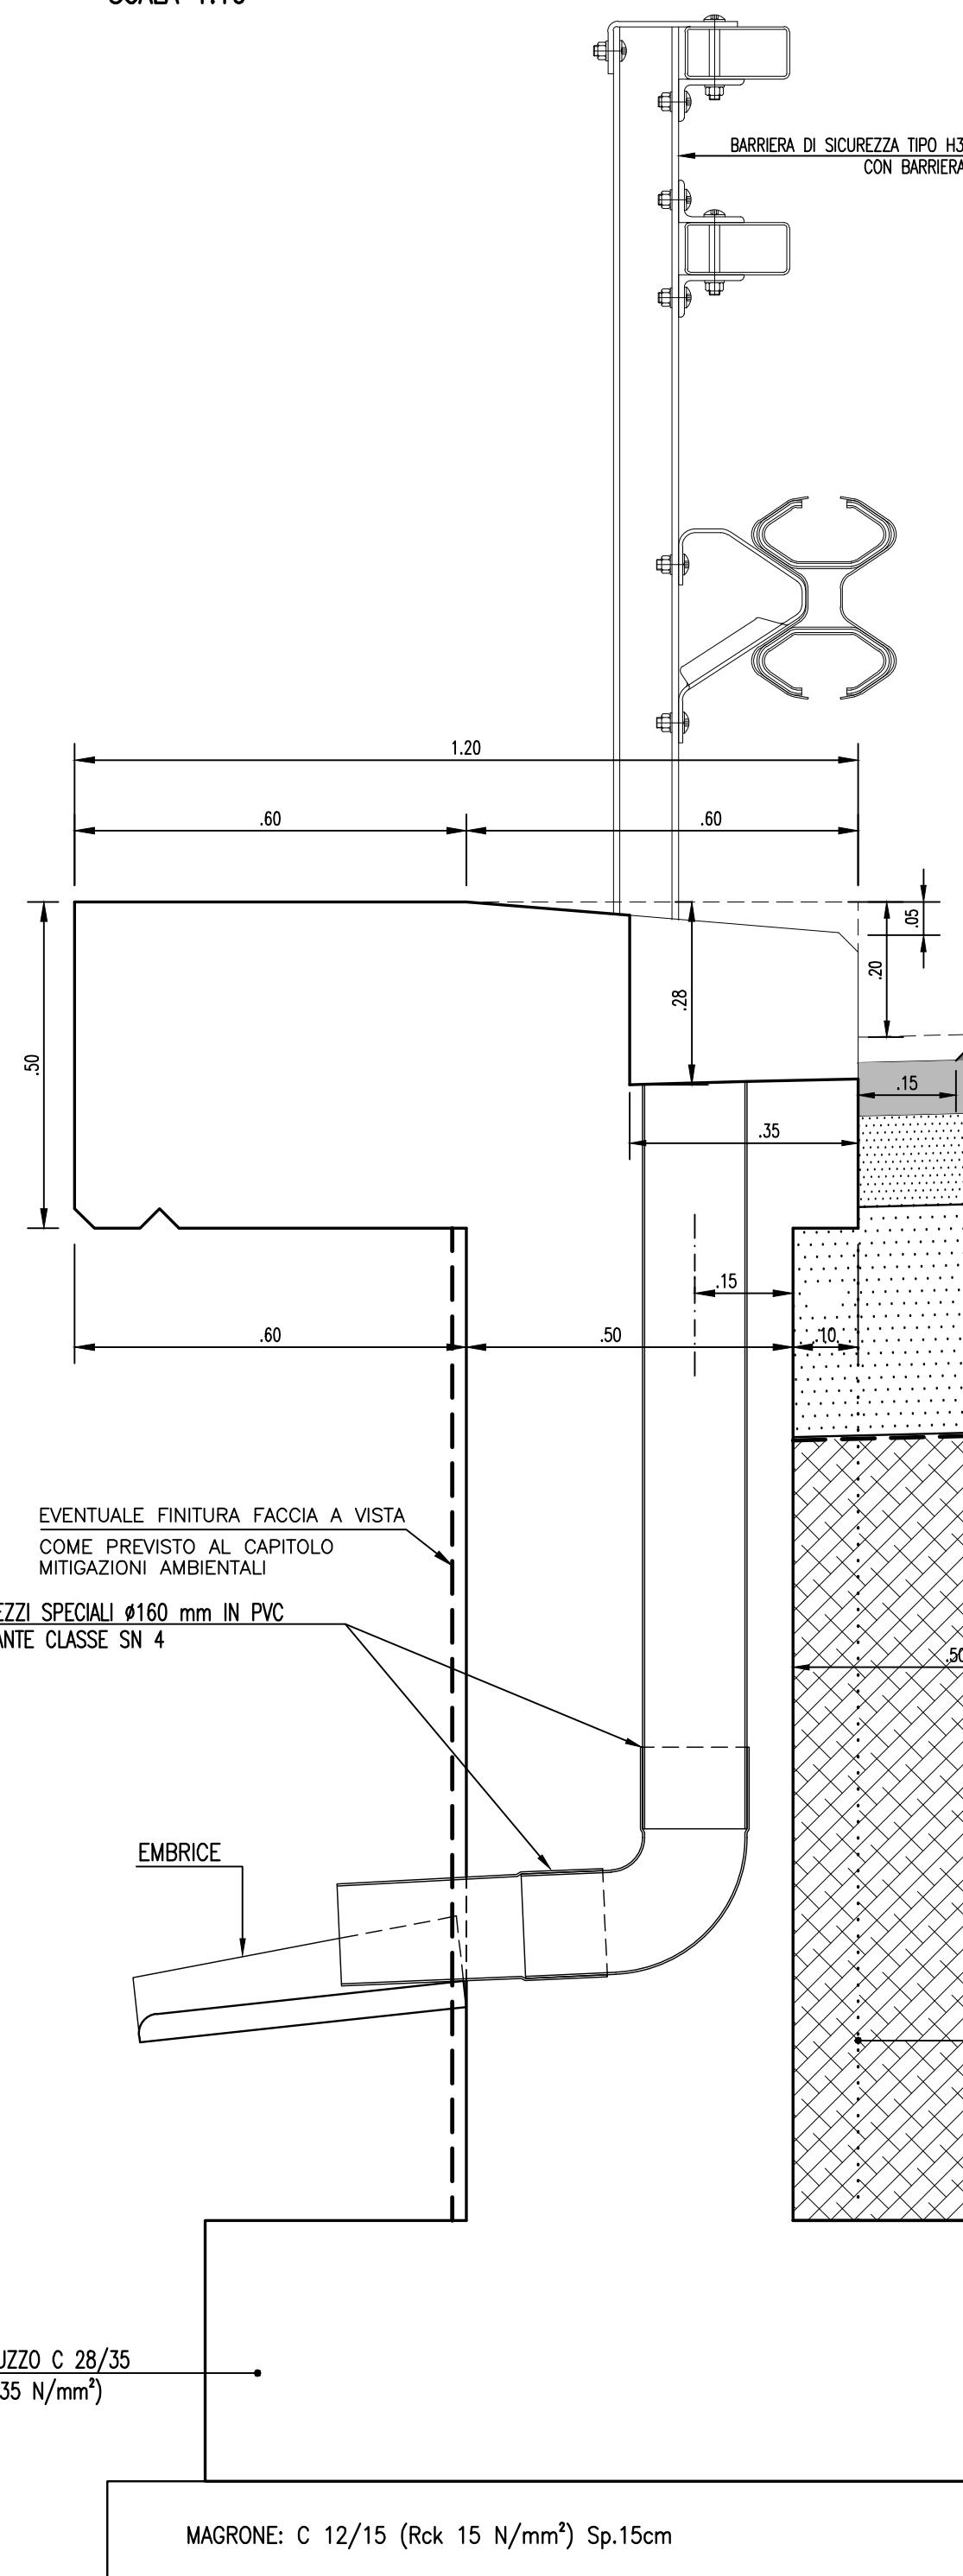 BARRIERA DI SICUREZZA TIPO H3
CON BARRIERA
1.20
.60
.60
.05
.20
.28
.50
.15
.35
.15
.60
.50
.10
EVENTUALE FINITURA FACCIA A VISTA
COME PREVISTO AL CAPITOLO
MITIGAZIONI AMBIENTALI
EZZI SPECIALI ø160 mm IN PVC
ANTE CLASSE SN 4
.50
EMBRICE
UZZO C 28/35
35 N/mm²)
MAGRONE: C 12/15 (Rck 15 N/mm²) Sp.15cm